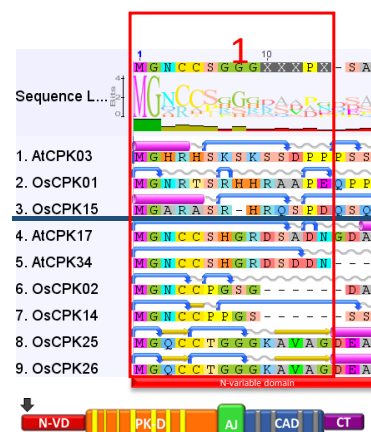 1
1 10
M G N C C S G G G X X X P X - S A
Sequence L...
Bits
1. AtCPK03 M G H R H S K S K S S D P P P S S
2. OsCPK01 M G N R T S R H H R A A P E Q P P
3. OsCPK15 M G A R A S R - H R Q S P D Q S Q
4. AtCPK17 M G N C C S H G R D S A D N G D A
5. AtCPK34 M G N C C S H G R D S D D N - - -
6. OsCPK02 M G N C C P G S G - - - - - - D A
7. OsCPK14 M G N C C P P G S - - - - - - S S
8. OsCPK25 M G Q C C T G G G K A V A G D E A
9. OsCPK26 M G Q C C T G G G K A V A G D E A
N-variable domain
N-VD PK-D AJ CAD CT